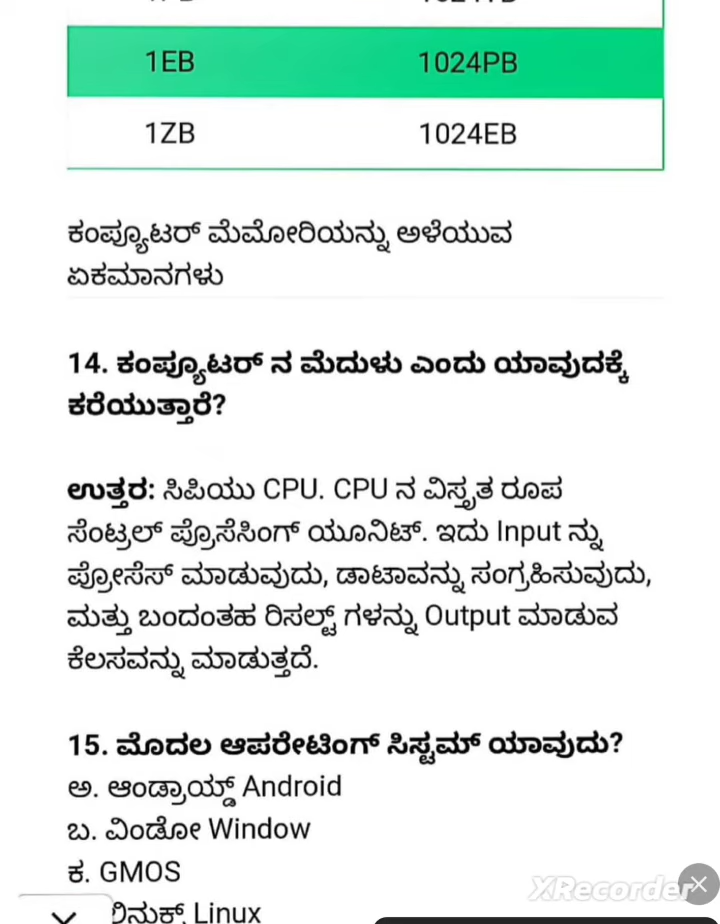 1EB 1024PB
1ZB 1024EB
ಕಂಪ್ಯೂಟರ್ ಮೆಮೋರಿಯನ್ನು ಅಳೆಯುವ
ಏಕಮಾನಗಳು
14. ಕಂಪ್ಯೂಟರ್ ನ ಮೆದುಳು ಎಂದು ಯಾವುದಕ್ಕೆ
ಕರೆಯುತ್ತಾರೆ?
ಉತ್ತರ: ಸಿಪಿಯು CPU. CPU ನ ವಿಸ್ತೃತ ರೂಪ
ಸೆಂಟ್ರಲ್ ಪ್ರೊಸೆಸಿಂಗ್ ಯೂನಿಟ್. ಇದು Input ನ್ನು
ಪ್ರೋಸೆಸ್ ಮಾಡುವುದು, ಡಾಟಾವನ್ನು ಸಂಗ್ರಹಿಸುವುದು,
ಮತ್ತು ಬಂದಂತಹ ರಿಸಲ್ಟ್ ಗಳನ್ನು Output ಮಾಡುವ
ಕೆಲಸವನ್ನು ಮಾಡುತ್ತದೆ.
15. ಮೊದಲ ಆಪರೇಟಿಂಗ್ ಸಿಸ್ಟಮ್ ಯಾವುದು?
ಅ. ಆಂಡ್ರಾಯ್ಡ್ Android
ಬ. ವಿಂಡೋ Window
ಕ. GMOS
XRecorder
Linux